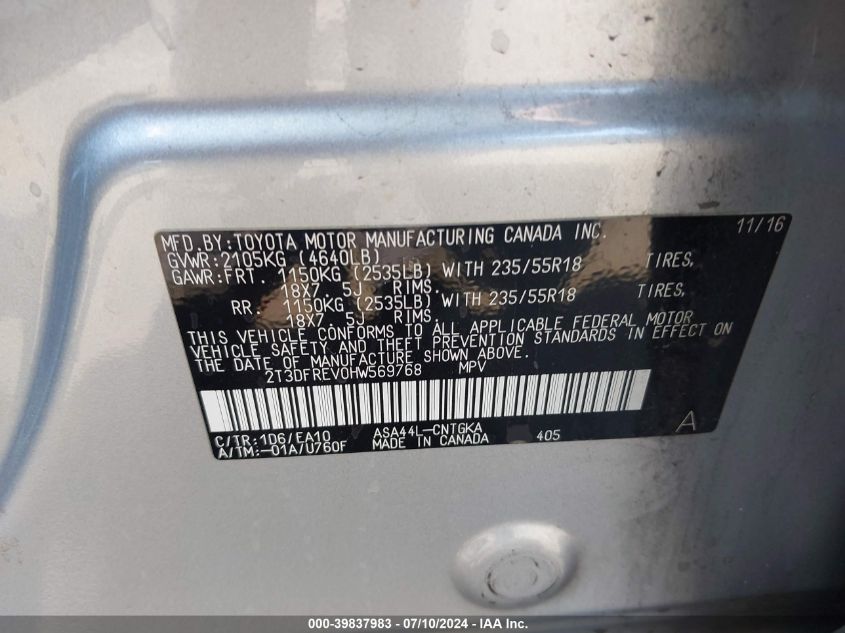 MFD.BY:TOYOTA MOTOR MANUFACTURING CANADA INC. 11/16
GVWR:2105KG (4640LB)
GAWR:FRT. 1150KG (2535LB) WITH 235/55R18 TIRES,
18X7 5J RIMS.
RR. 1150KG (2535LB) WITH 235/55R18 TIRES,
18X7 5J RIMS.
THIS VEHICLE CONFORMS TO ALL APPLICABLE FEDERAL MOTOR
VEHICLE SAFETY AND THEFT PREVENTION STANDARDS IN EFFECT ON
THE DATE OF MANUFACTURE SHOWN ABOVE.
2T3DFREV0HW569768 MPV
C/TR:1D6/EA10 ASA44L-CNTGKA 405 A
A/TM:-01A/U760F MADE IN CANADA
000-39837983 - 07/10/2024 - IAA Inc.